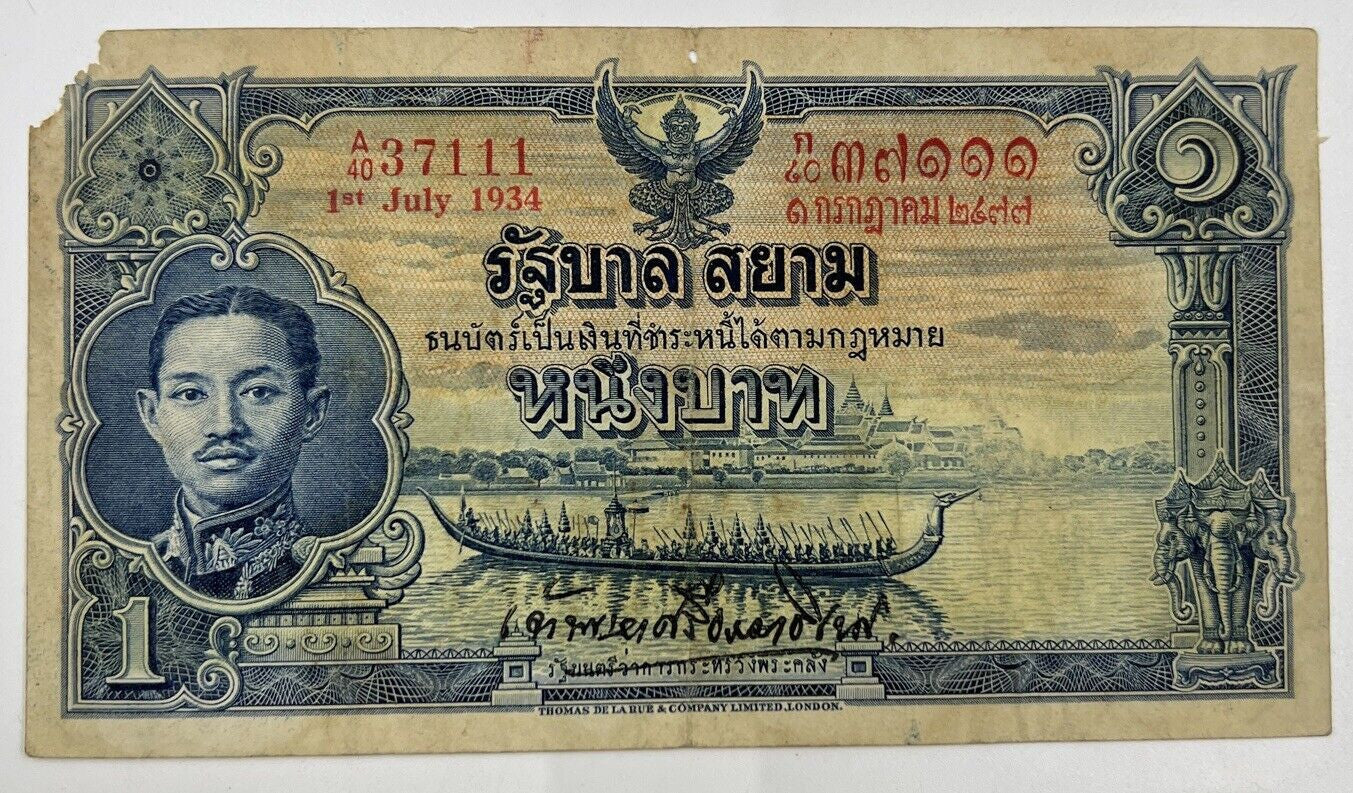 A/40 37111
1st July 1934
ก/๔๐ ๓๗๑๑๑
๑ กรกฎาคม ๒๔๗๗
๑
รัฐบาล สยาม
ธนบัตร์เป็นเงินที่ชำระหนี้ได้ตามกฎหมาย
หนึ่งบาท
1
รัฐมนตรีว่าการกระทรวงพระคลัง
THOMAS DE LA RUE & COMPANY LIMITED, LONDON.